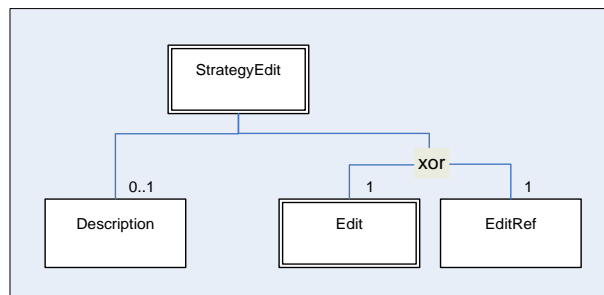 StrategyEdit
xor
0..1
1
1
Description
Edit
EditRef